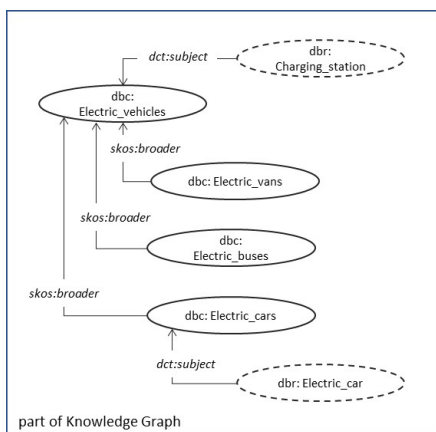 dct:subject
dbr:
Charging_station
dbc:
Electric_vehicles
skos:broader
dbc: Electric_vans
skos:broader
dbc:
Electric_buses
skos:broader
dbc: Electric_cars
dct:subject
dbr: Electric_car
part of Knowledge Graph